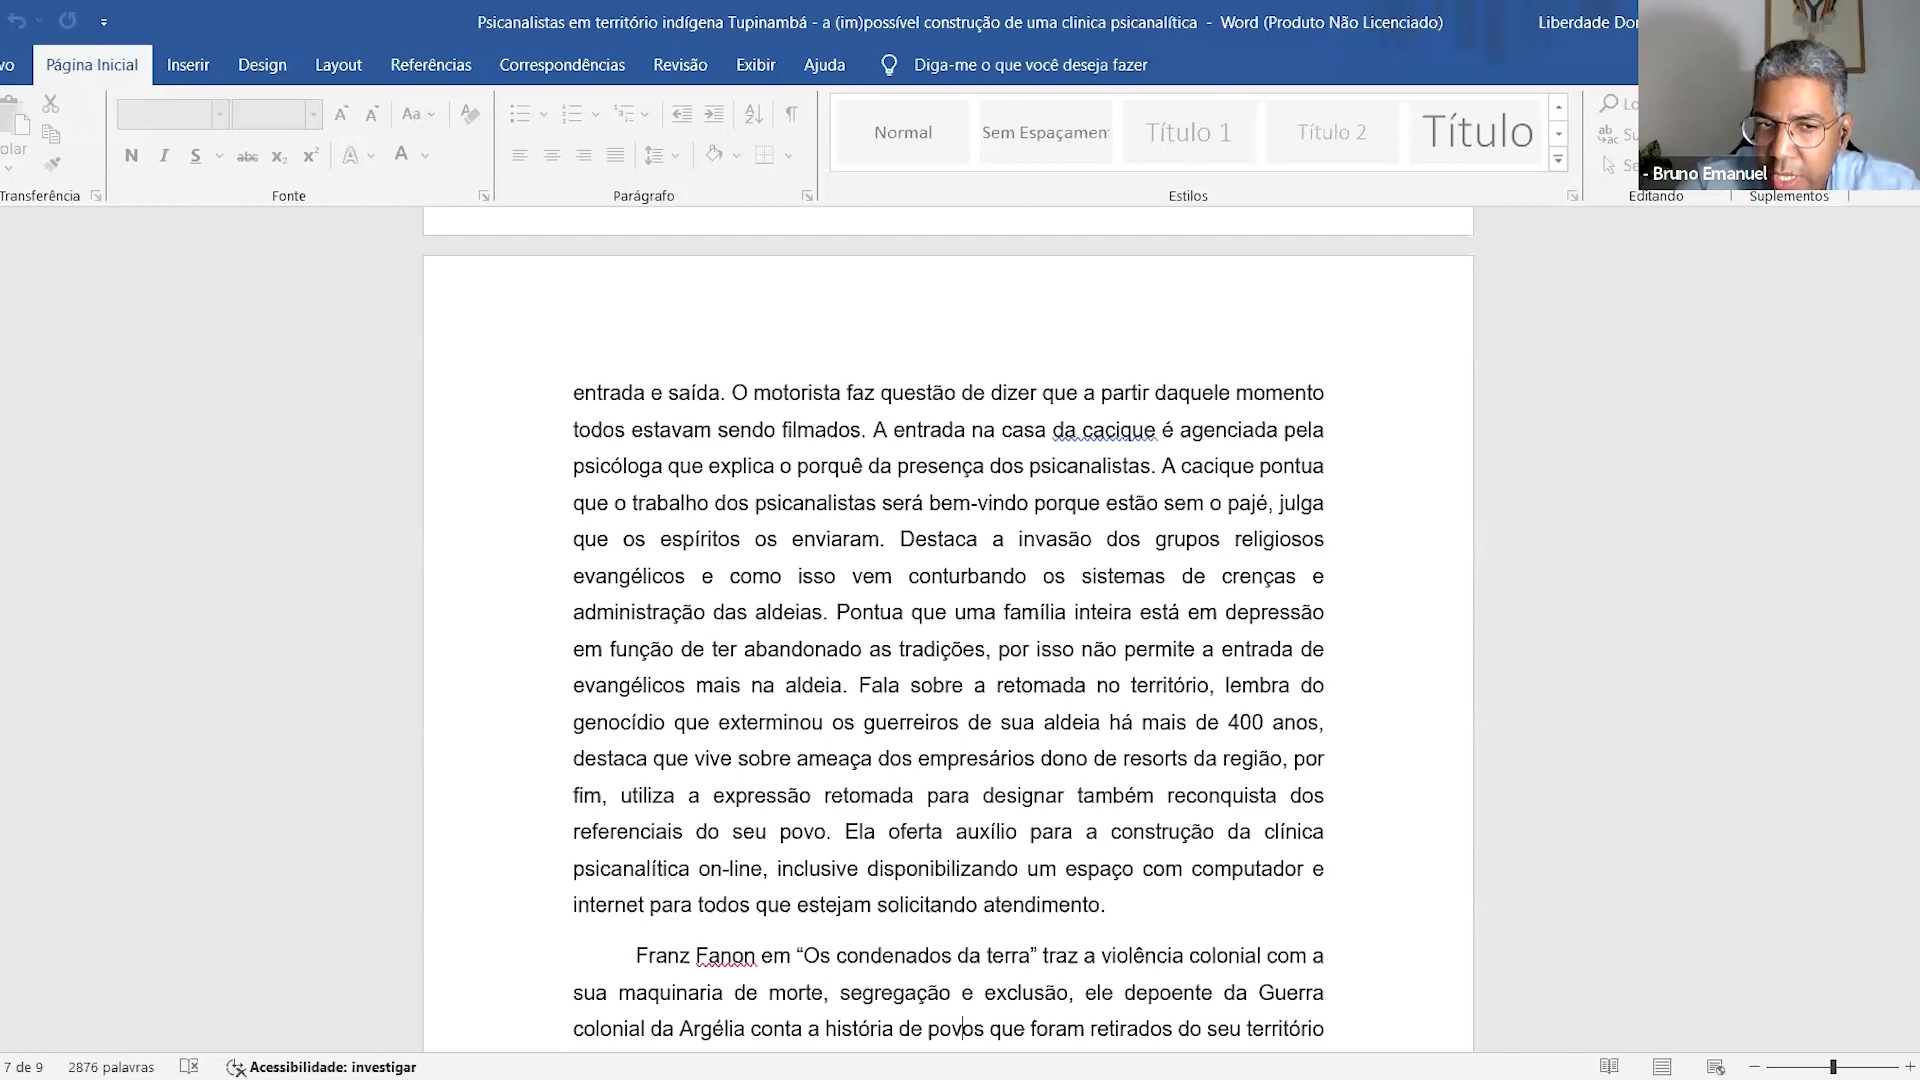 Psicanalistas em território indígena Tupinambá - a (im)possível construção de uma clinica psicanalítica - Word (Produto Não Licenciado)
Liberdade Dor
vo Página Inicial Inserir Design Layout Referências Correspondências Revisão Exibir Ajuda Diga-me o que você deseja fazer
olar
N I S abc x₂ x² A A
Aa
Normal Sem Espaçamen Título 1 Título 2 Título
Lo
Su
Se
- Bruno Emanuel
Transferência Fonte Parágrafo Estilos Editando Suplementos
entrada e saída. O motorista faz questão de dizer que a partir daquele momento
todos estavam sendo filmados. A entrada na casa da cacique é agenciada pela
psicóloga que explica o porquê da presença dos psicanalistas. A cacique pontua
que o trabalho dos psicanalistas será bem-vindo porque estão sem o pajé, julga
que os espíritos os enviaram. Destaca a invasão dos grupos religiosos
evangélicos e como isso vem conturbando os sistemas de crenças e
administração das aldeias. Pontua que uma família inteira está em depressão
em função de ter abandonado as tradições, por isso não permite a entrada de
evangélicos mais na aldeia. Fala sobre a retomada no território, lembra do
genocídio que exterminou os guerreiros de sua aldeia há mais de 400 anos,
destaca que vive sobre ameaça dos empresários dono de resorts da região, por
fim, utiliza a expressão retomada para designar também reconquista dos
referenciais do seu povo. Ela oferta auxílio para a construção da clínica
psicanalítica on-line, inclusive disponibilizando um espaço com computador e
internet para todos que estejam solicitando atendimento.
Franz Fanon em “Os condenados da terra” traz a violência colonial com a
sua maquinaria de morte, segregação e exclusão, ele depoente da Guerra
colonial da Argélia conta a história de povos que foram retirados do seu território
7 de 9 2876 palavras Acessibilidade: investigar